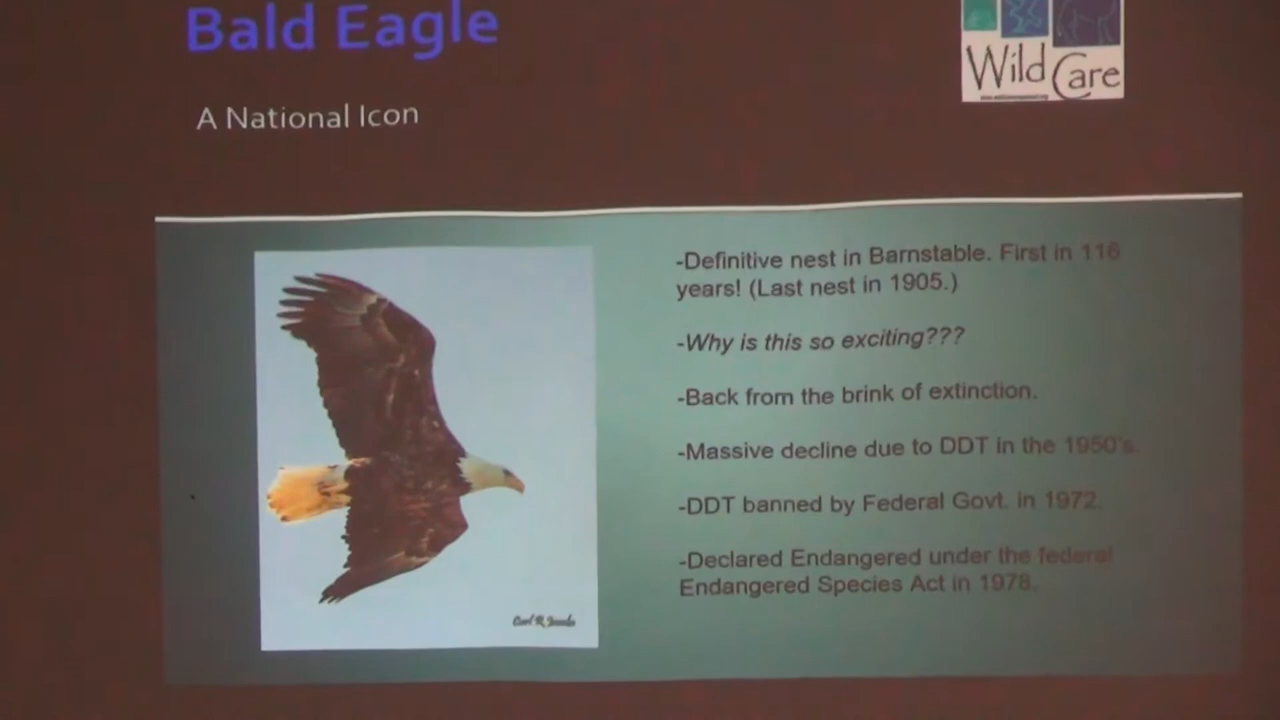 Bald Eagle
A National Icon
Wild Care
-Definitive nest in Barnstable. First in 116
years! (Last nest in 1905.)
-Why is this so exciting???
-Back from the brink of extinction.
-Massive decline due to DDT in the 1950's.
-DDT banned by Federal Govt. in 1972.
-Declared Endangered under the federal
Endangered Species Act in 1978.